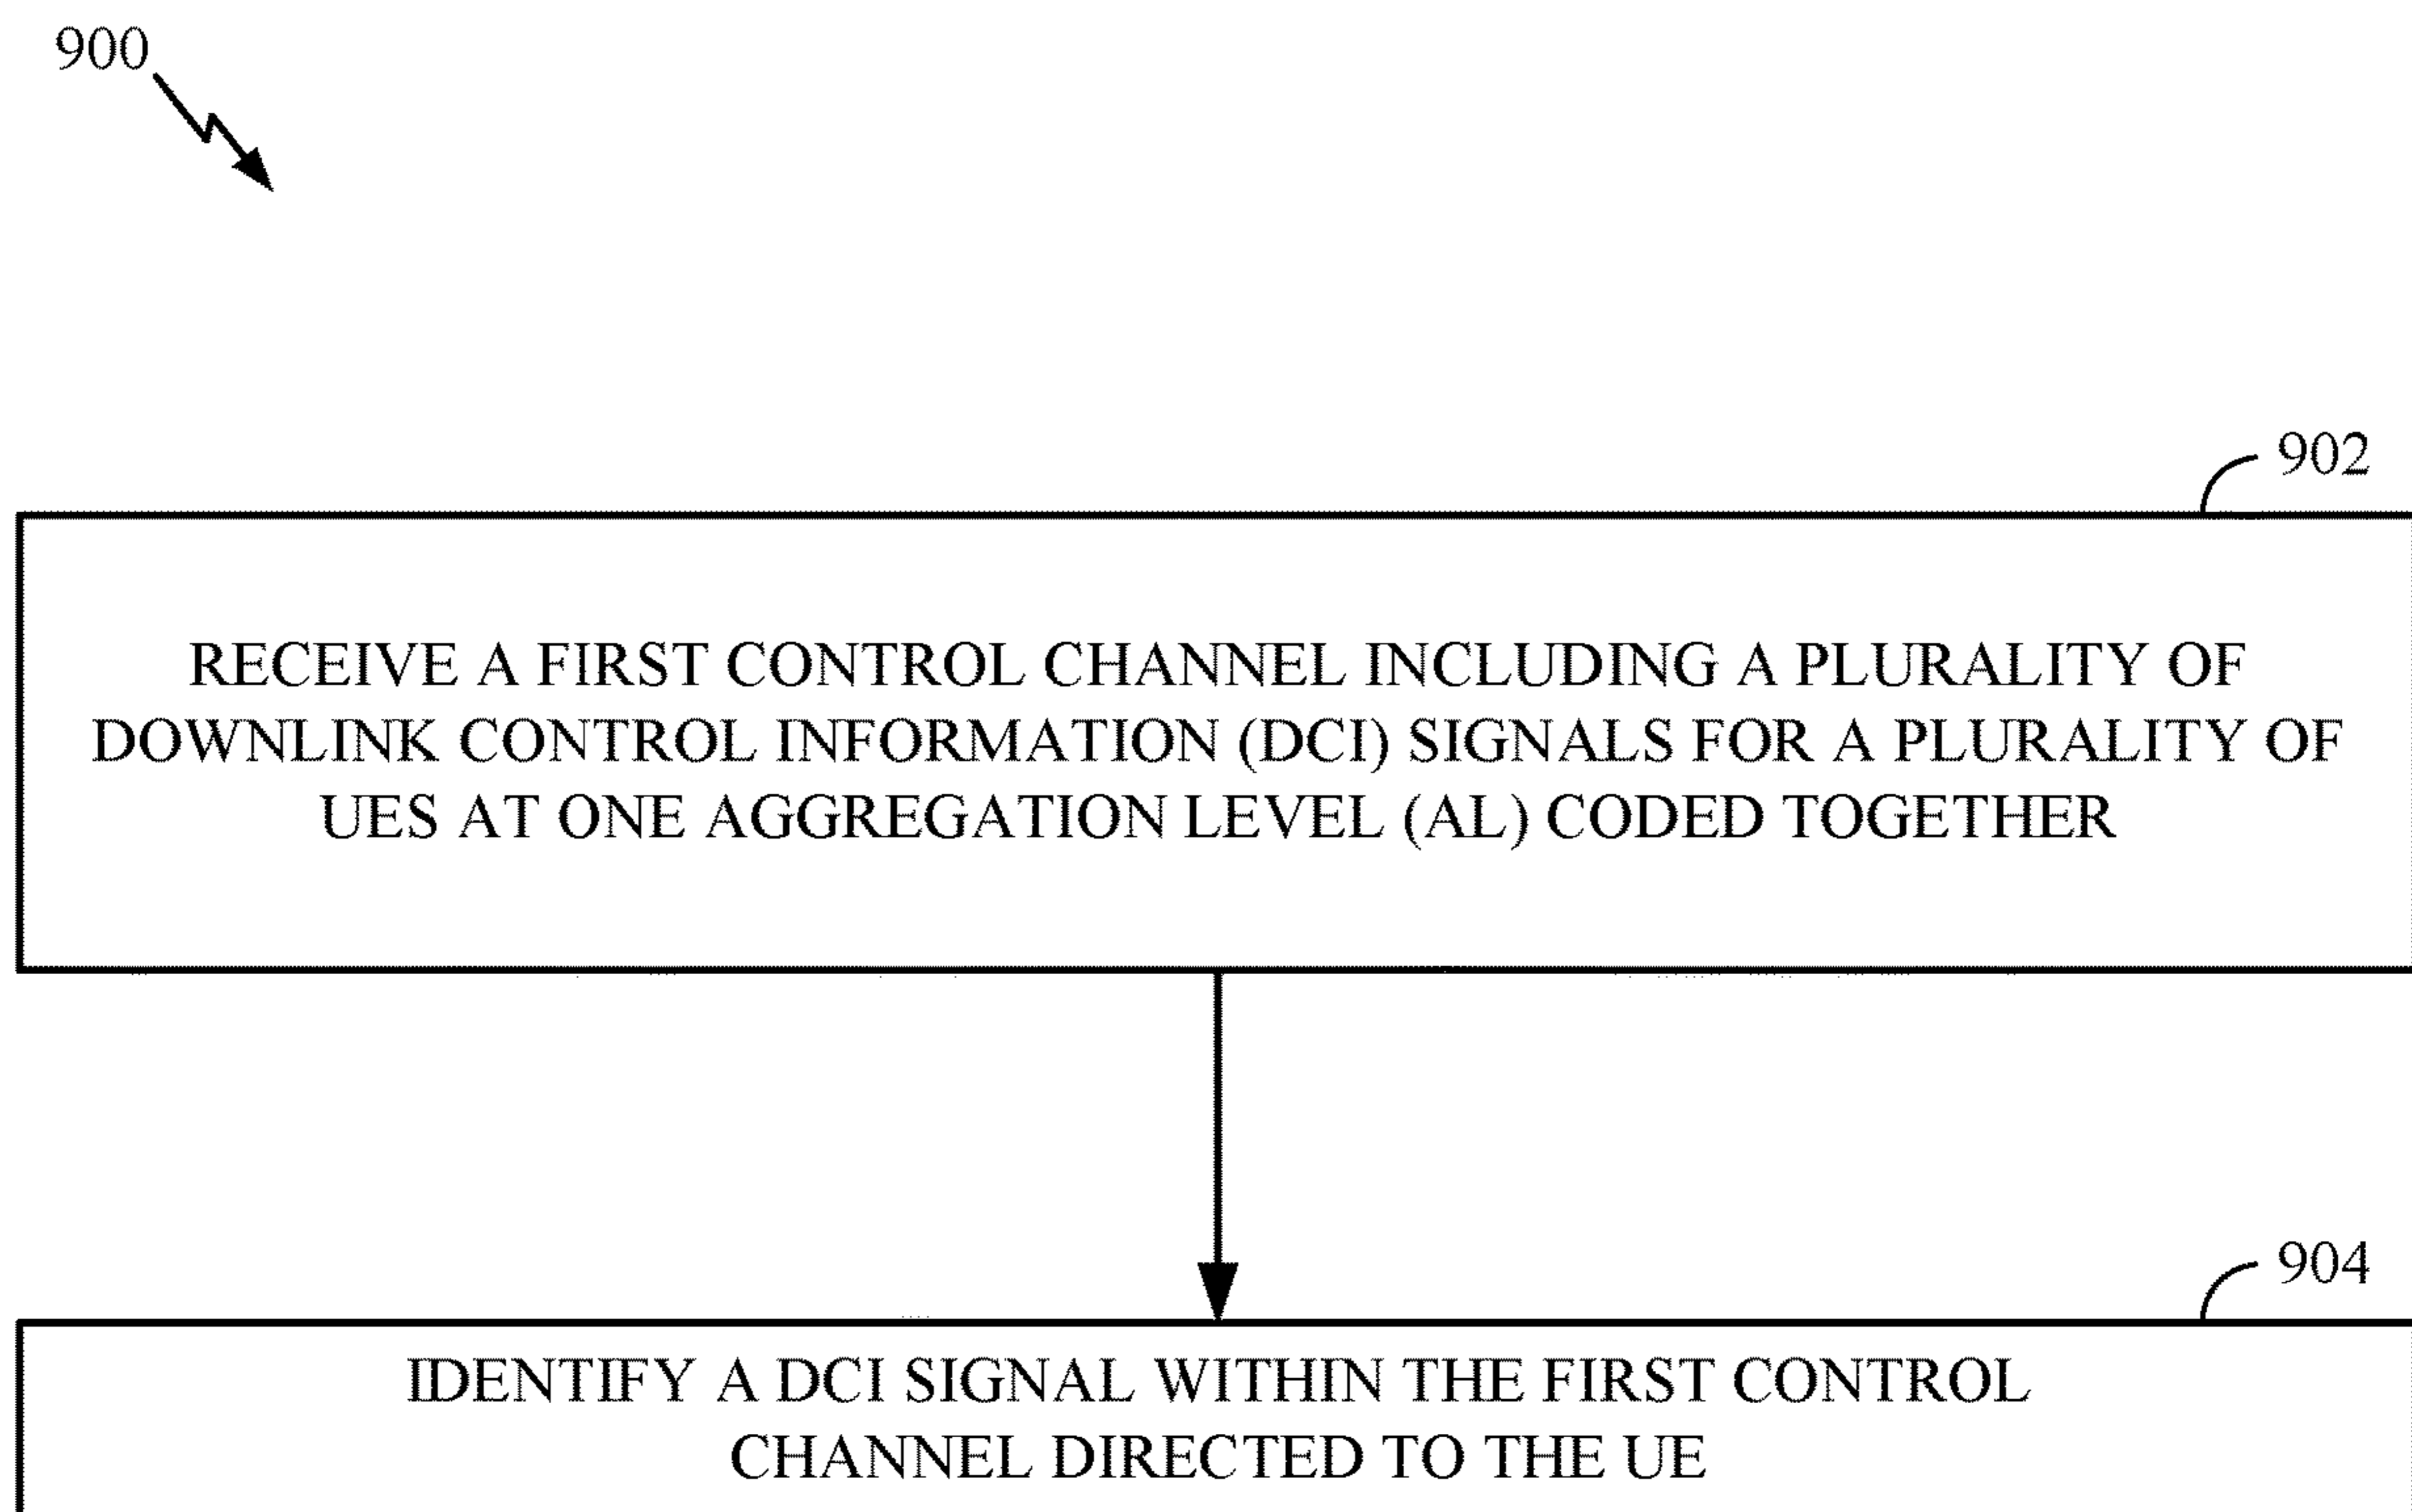 900
902
RECEIVE A FIRST CONTROL CHANNEL INCLUDING A PLURALITY OF
DOWNLINK CONTROL INFORMATION (DCI) SIGNALS FOR A PLURALITY OF
UES AT ONE AGGREGATION LEVEL (AL) CODED TOGETHER
904
IDENTIFY A DCI SIGNAL WITHIN THE FIRST CONTROL
CHANNEL DIRECTED TO THE UE